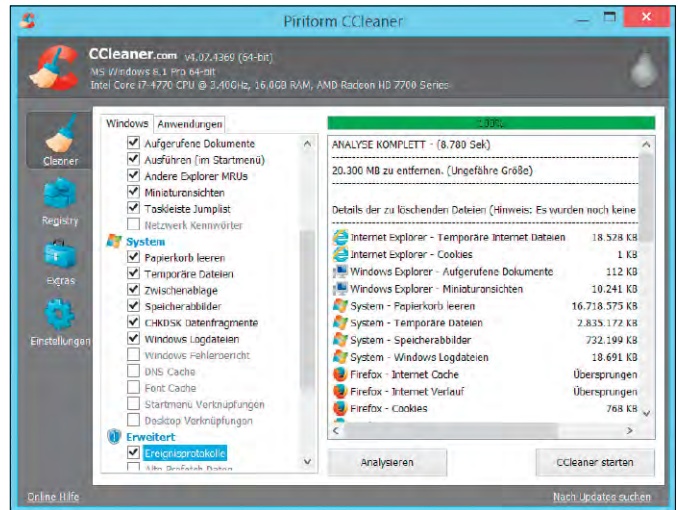 Piriform CCleaner
CCleaner.com v4.07.4369 (64-bit)
MS Windows 8.1 Pro 64-bit
Intel Core i7-4770 CPU @ 3.40GHz, 16,0GB RAM, AMD Radeon HD 7700 Series
Cleaner
Registry
Extras
Einstellungen
Windows
Anwendungen
Aufgerufene Dokumente
Ausführen (im Startmenü)
Andere Explorer MRUs
Miniaturansichten
Taskleiste Jumplist
Netzwerk Kennwörter
System
Papierkorb leeren
Temporäre Dateien
Zwischenablage
Speicherabbilder
CHKDSK Datenfragmente
Windows Logdateien
Windows Fehlerbericht
DNS Cache
Font Cache
Startmenü Verknüpfungen
Desktop Verknüpfungen
Erweitert
Ereignisprotokolle
Alte Prefetch Daten
100%
ANALYSE KOMPLETT - (8.780 Sek)
20.300 MB zu entfernen. (Ungefähre Größe)
Details der zu löschenden Dateien (Hinweis: Es wurden noch keine
Internet Explorer - Temporäre Internet Dateien 18.528 KB
Internet Explorer - Cookies 1 KB
Windows Explorer - Aufgerufene Dokumente 112 KB
Windows Explorer - Miniaturansichten 10.241 KB
System - Papierkorb leeren 16.718.575 KB
System - Temporäre Dateien 2.835.172 KB
System - Speicherabbilder 732.199 KB
System - Windows Logdateien 18.691 KB
Firefox - Internet Cache Übersprungen
Firefox - Internet Verlauf Übersprungen
Firefox - Cookies 768 KB
Analysieren
CCleaner starten
Online Hilfe
Nach Updates suchen